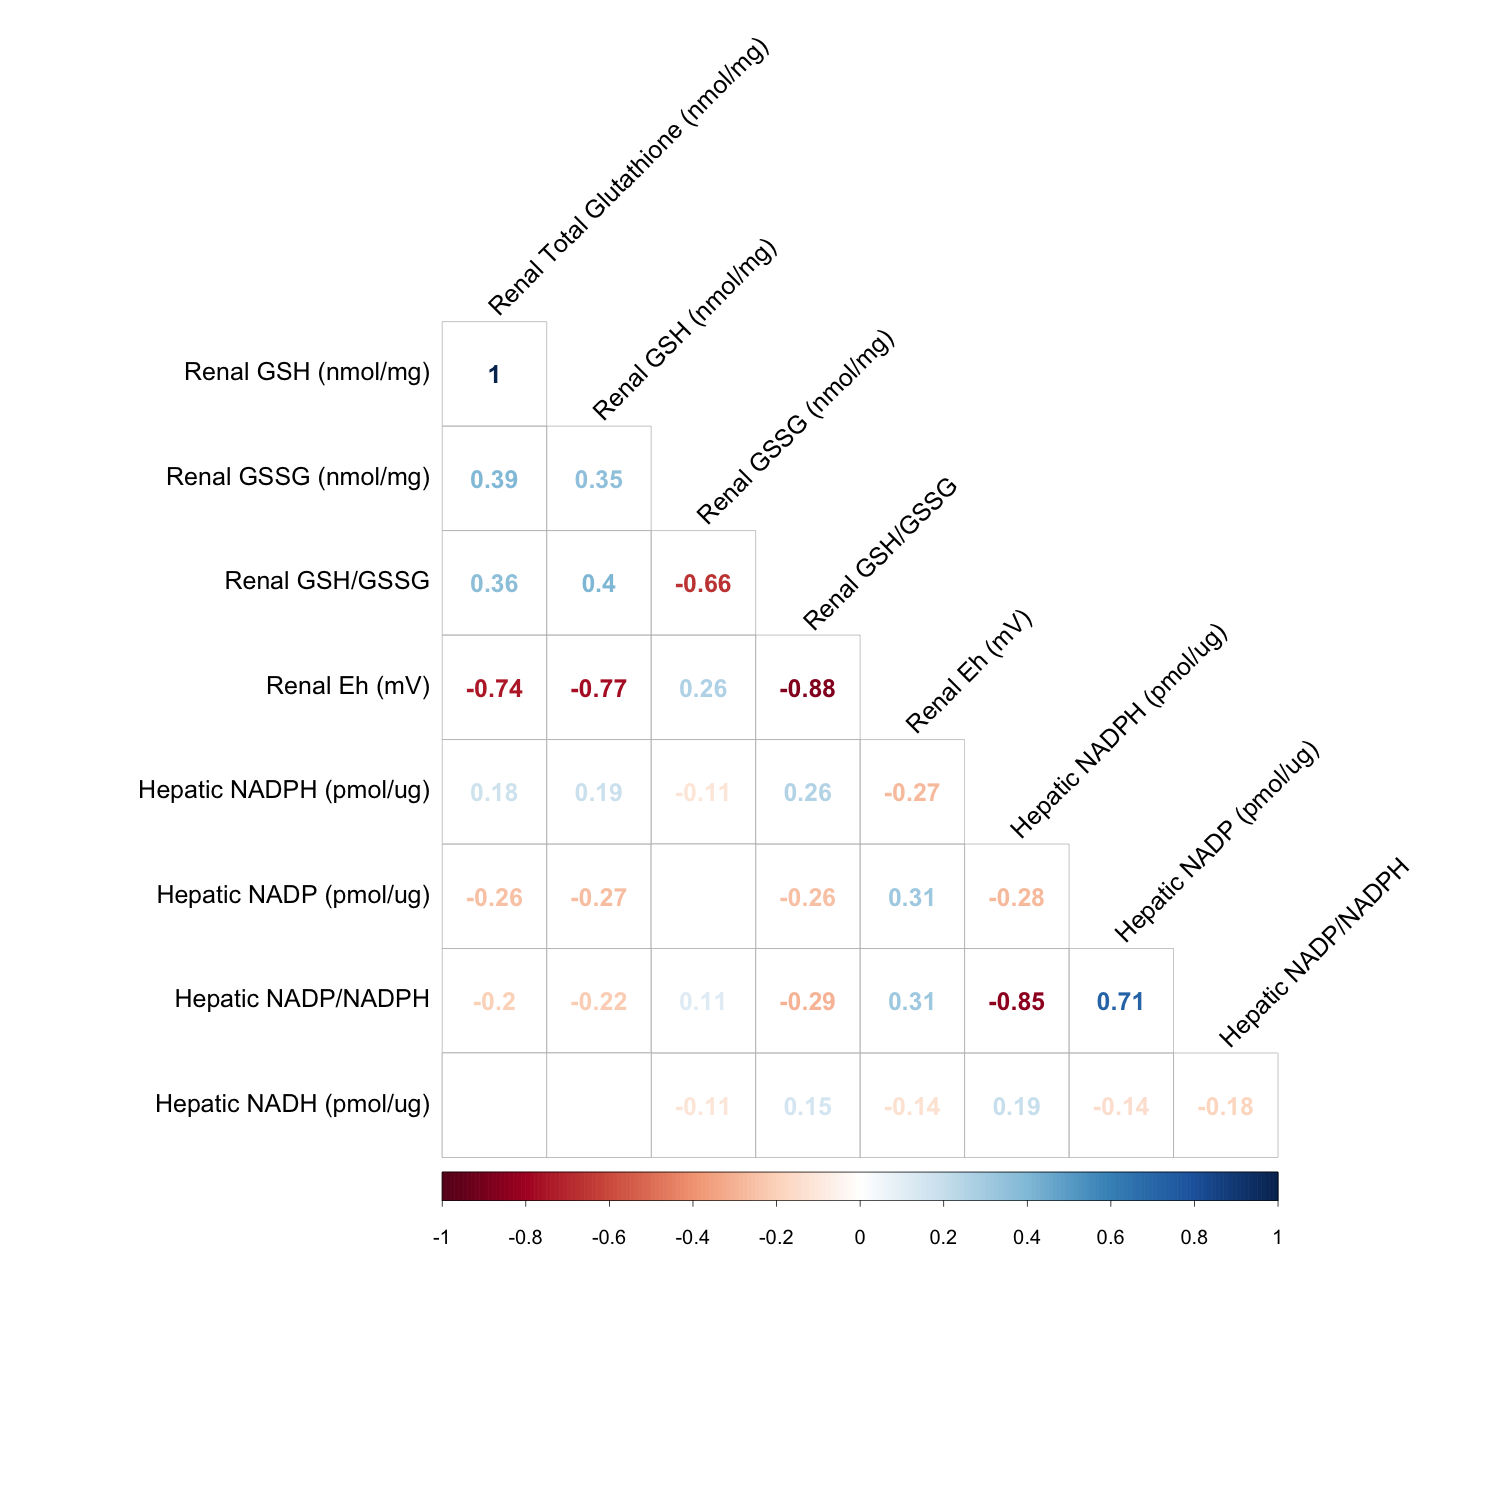 Renal Total Glutathione (nmol/mg)
Renal GSH (nmol/mg)
Renal GSSG (nmol/mg)
Renal GSH/GSSG
Renal Eh (mV)
Hepatic NADPH (pmol/ug)
Hepatic NADP (pmol/ug)
Hepatic NADP/NADPH
Renal GSH (nmol/mg) 1
Renal GSSG (nmol/mg) 0.39 0.35
Renal GSH/GSSG 0.36 0.4 -0.66
Renal Eh (mV) -0.74 -0.77 0.26 -0.88
Hepatic NADPH (pmol/ug) 0.18 0.19 -0.11 0.26 -0.27
Hepatic NADP (pmol/ug) -0.26 -0.27 -0.26 0.31 -0.28
Hepatic NADP/NADPH -0.2 -0.22 0.11 -0.29 0.31 -0.85 0.71
Hepatic NADH (pmol/ug) -0.11 0.15 -0.14 0.19 -0.14 -0.18
-1 -0.8 -0.6 -0.4 -0.2 0 0.2 0.4 0.6 0.8 1